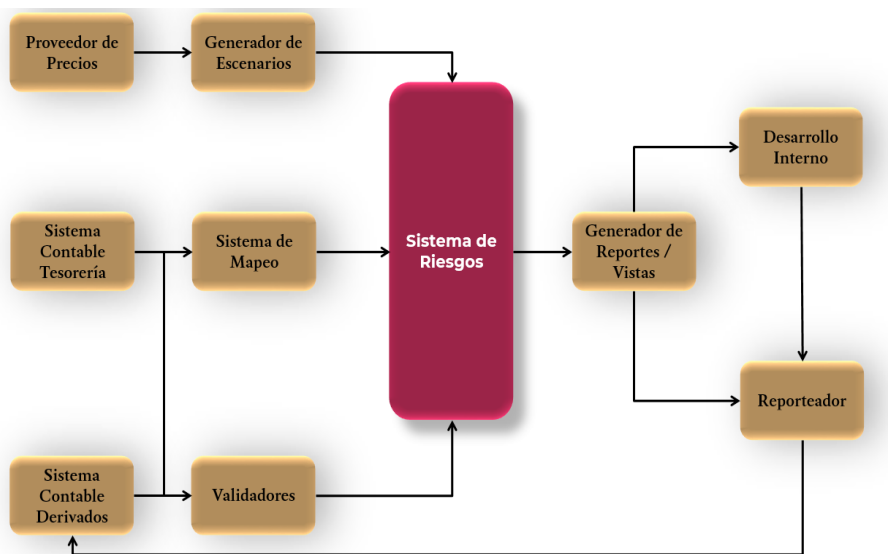 Proveedor de
Precios
Generador de
Escenarios
Desarrollo
Interno
Sistema
Contable
Tesorería
Sistema de
Mapeo
Sistema de
Riesgos
Generador de
Reportes /
Vistas
Reporteador
Sistema
Contable
Derivados
Validadores